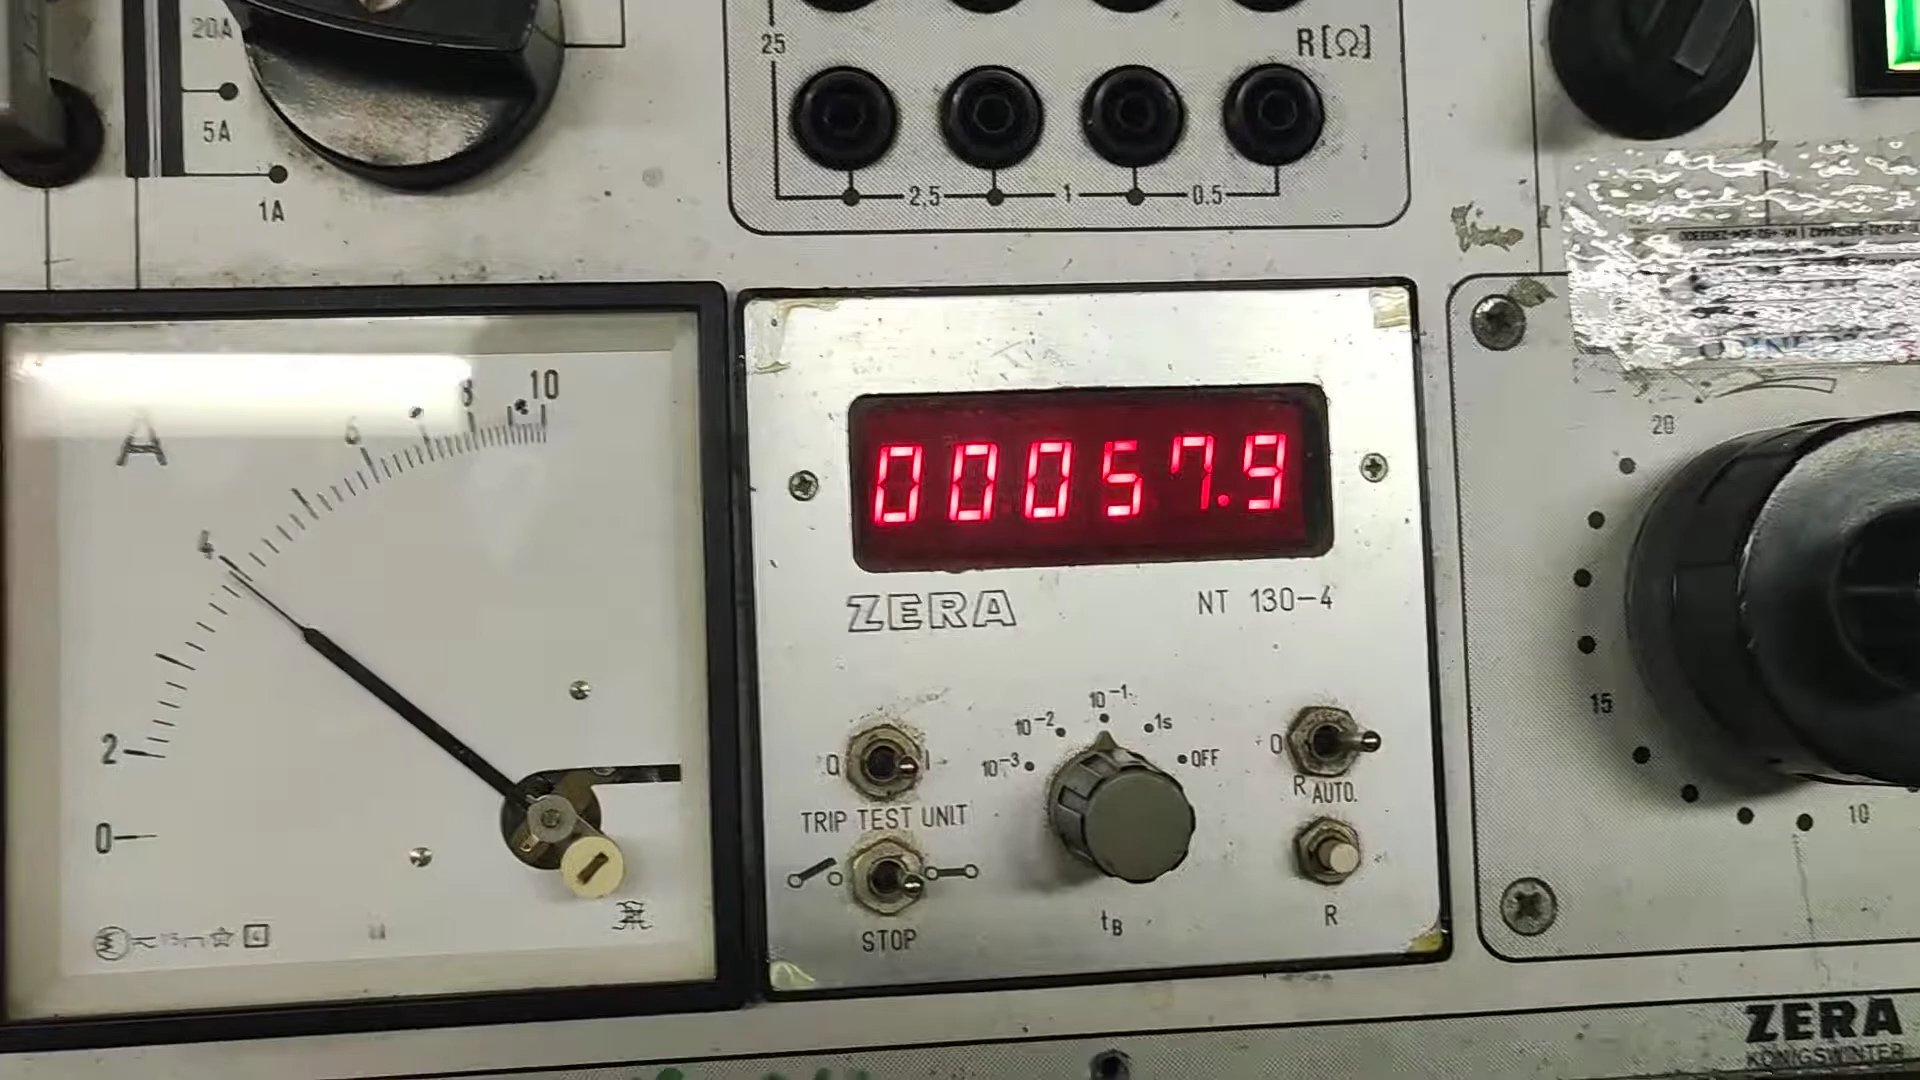 20A
5A
1A
25
R[Ω]
2,5
1
0.5
A
0
2
4
6
8
10
00057.9
ZERA
NT 130-4
0
I
TRIP TEST UNIT
STOP
10⁻³
10⁻²
10⁻¹
1s
OFF
tB
0
R AUTO.
R
20
15
10
ZERA
KÖNIGSWINTER